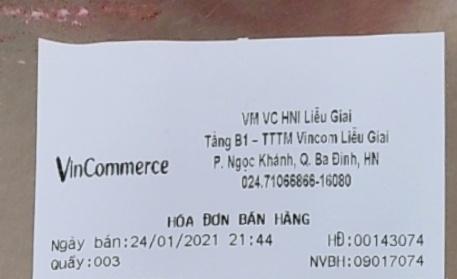 VM VC HNI Liễu Giai
Tầng B1 - TTTM Vincom Liễu Giai
VinCommerce
P. Ngọc Khánh, Q. Ba Đình, HN
024.71066866-16080
HÓA ĐƠN BÁN HÀNG
Ngày bán:24/01/2021 21:44 HĐ:00143074
Quầy:003 NVBH:09017074